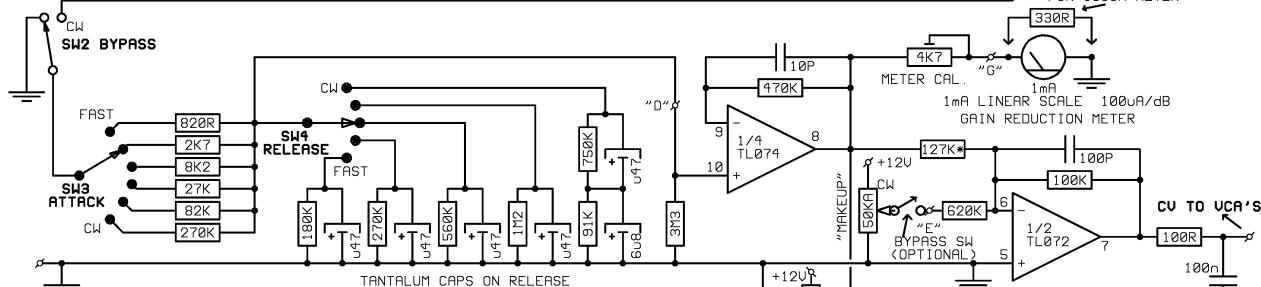 CW
SW2 BYPASS
FAST
820R
2K7
8K2
27K
82K
270K
SW3
ATTACK
CW
CW
SW4
RELEASE
FAST
180K
u47
270K
u47
560K
u47
1M2
u47
750K
u47
91K
6u8
TANTALUM CAPS ON RELEASE
"D"
3M3
10P
470K
9
-
1/4
TL074
8
10
+
4K7
METER CAL.
"G"
330R
1mA
1mA LINEAR SCALE 100uA/dB
GAIN REDUCTION METER
127K*
100P
100K
+12V
CW
"MAKEUP"
50KA
620K
"E"
BYPASS SW
(OPTIONAL)
6
-
1/2
TL072
7
5
+
CV TO VCA'S
100R
100n
+12V